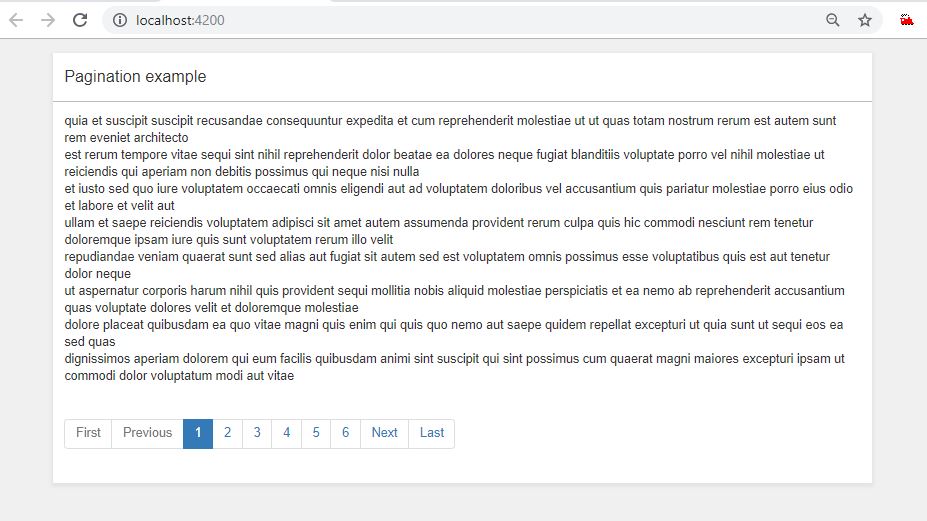 localhost:4200
Pagination example
quia et suscipit suscipit recusandae consequuntur expedita et cum reprehenderit molestiae ut ut quas totam nostrum rerum est autem sunt
rem eveniet architecto
est rerum tempore vitae sequi sint nihil reprehenderit dolor beatae ea dolores neque fugiat blanditiis voluptate porro vel nihil molestiae ut
reiciendis qui aperiam non debitis possimus qui neque nisi nulla
et iusto sed quo iure voluptatem occaecati omnis eligendi aut ad voluptatem doloribus vel accusantium quis pariatur molestiae porro eius odio
et labore et velit aut
ullam et saepe reiciendis voluptatem adipisci sit amet autem assumenda provident rerum culpa quis hic commodi nesciunt rem tenetur
doloremque ipsam iure quis sunt voluptatem rerum illo velit
repudiandae veniam quaerat sunt sed alias aut fugiat sit autem sed est voluptatem omnis possimus esse voluptatibus quis est aut tenetur
dolor neque
ut aspernatur corporis harum nihil quis provident sequi mollitia nobis aliquid molestiae perspiciatis et ea nemo ab reprehenderit accusantium
quas voluptate dolores velit et doloremque molestiae
dolore placeat quibusdam ea quo vitae magni quis enim qui quis quo nemo aut saepe quidem repellat excepturi ut quia sunt ut sequi eos ea
sed quas
dignissimos aperiam dolorem qui eum facilis quibusdam animi sint suscipit qui sint possimus cum quaerat magni maiores excepturi ipsam ut
commodi dolor voluptatum modi aut vitae
First Previous 1 2 3 4 5 6 Next Last